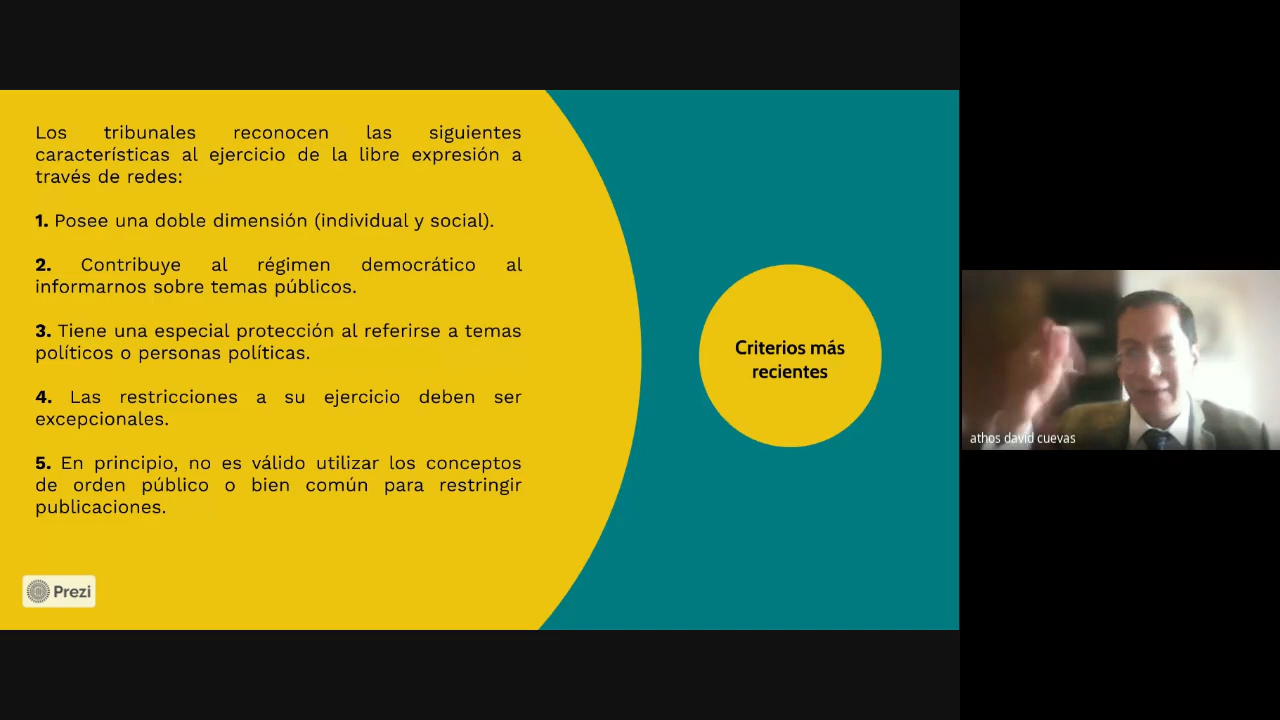 Los tribunales reconocen las siguientes
características al ejercicio de la libre expresión a
través de redes:
1. Posee una doble dimensión (individual y social).
2. Contribuye al régimen democrático al
informarnos sobre temas públicos.
3. Tiene una especial protección al referirse a temas
políticos o personas políticas.
4. Las restricciones a su ejercicio deben ser
excepcionales.
5. En principio, no es válido utilizar los conceptos
de orden público o bien común para restringir
publicaciones.
Prezi
Criterios más
recientes
athos david cuevas